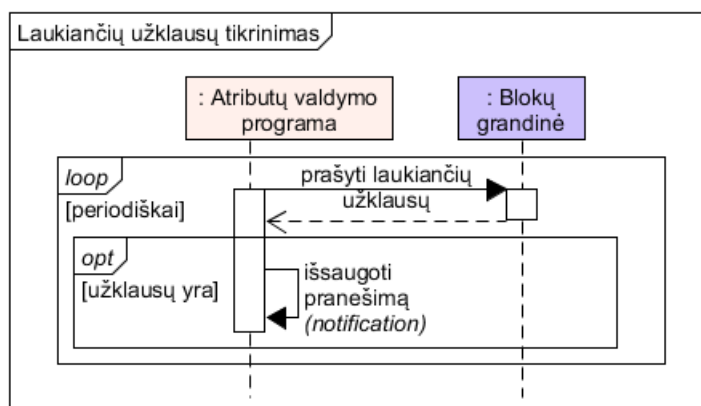 Laukiančių užklausų tikrinimas
: Atributų valdymo
programa
: Blokų
grandinė
loop
[periodiškai]
prašyti laukiančių
užklausų
opt
[užklausų yra]
išsaugoti
pranešimą
(notification)